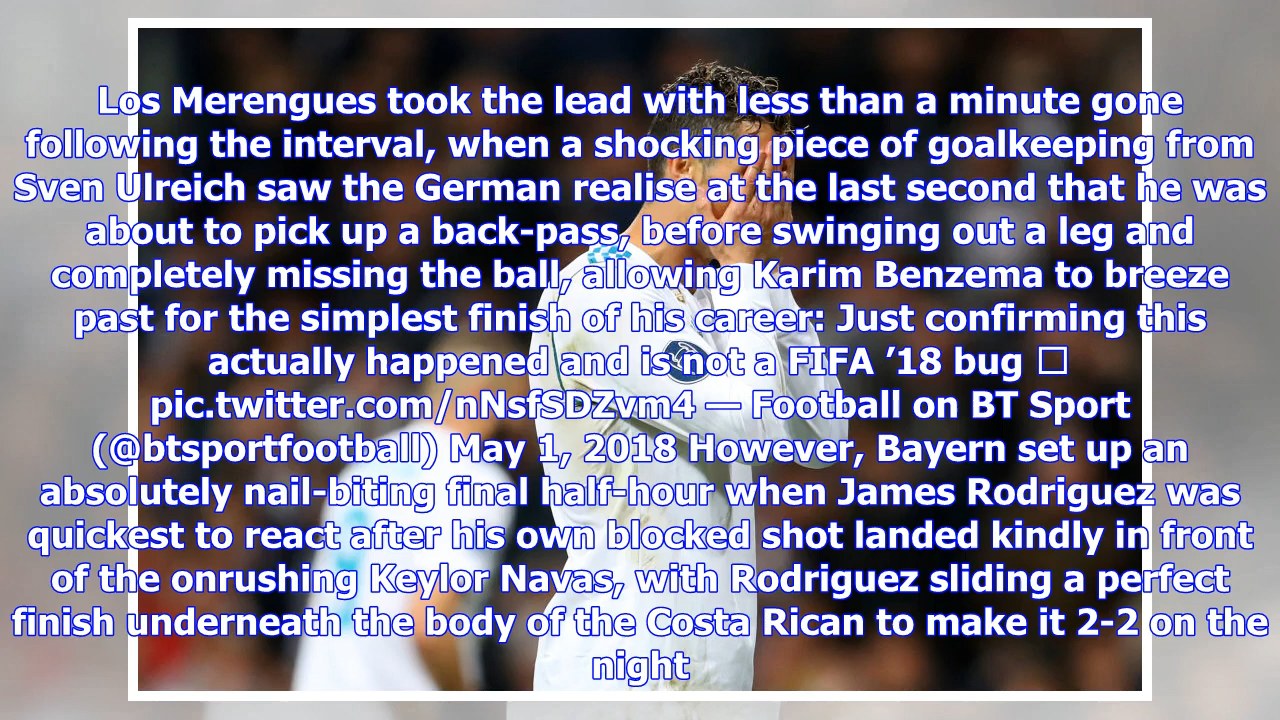 Los Merengues took the lead with less than a minute gone
following the interval, when a shocking piece of goalkeeping from
Sven Ulreich saw the German realise at the last second that he was
about to pick up a back-pass, before swinging out a leg and
completely missing the ball, allowing Karim Benzema to breeze
past for the simplest finish of his career: Just confirming this
actually happened and is not a FIFA ’18 bug □
pic.twitter.com/nNsfSDZvm4 — Football on BT Sport
(@btsportfootball) May 1, 2018 However, Bayern set up an
absolutely nail-biting final half-hour when James Rodriguez was
quickest to react after his own blocked shot landed kindly in front
of the onrushing Keylor Navas, with Rodriguez sliding a perfect
finish underneath the body of the Costa Rican to make it 2-2 on the
night